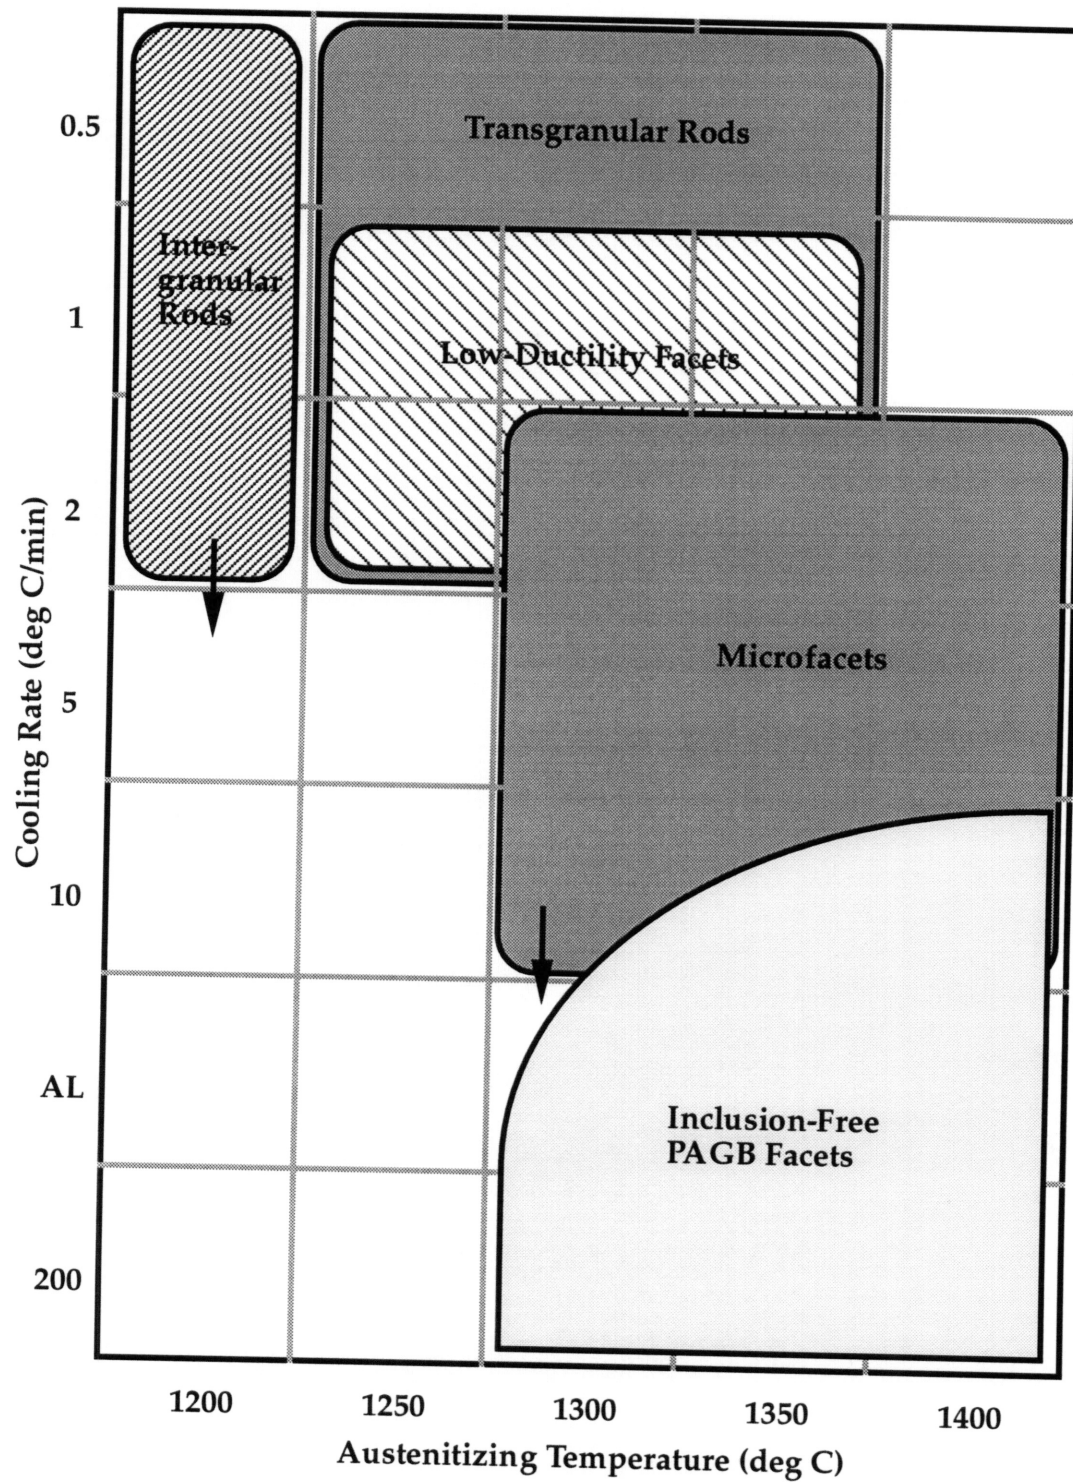 0.5
Transgranular Rods
Inter-
granular
Rods
1
Low-Ductility Facets
2
Cooling Rate (deg C/min)
Microfacets
5
10
AL
Inclusion-Free
PAGB Facets
200
1200
1250
1300
1350
1400
Austenitizing Temperature (deg C)